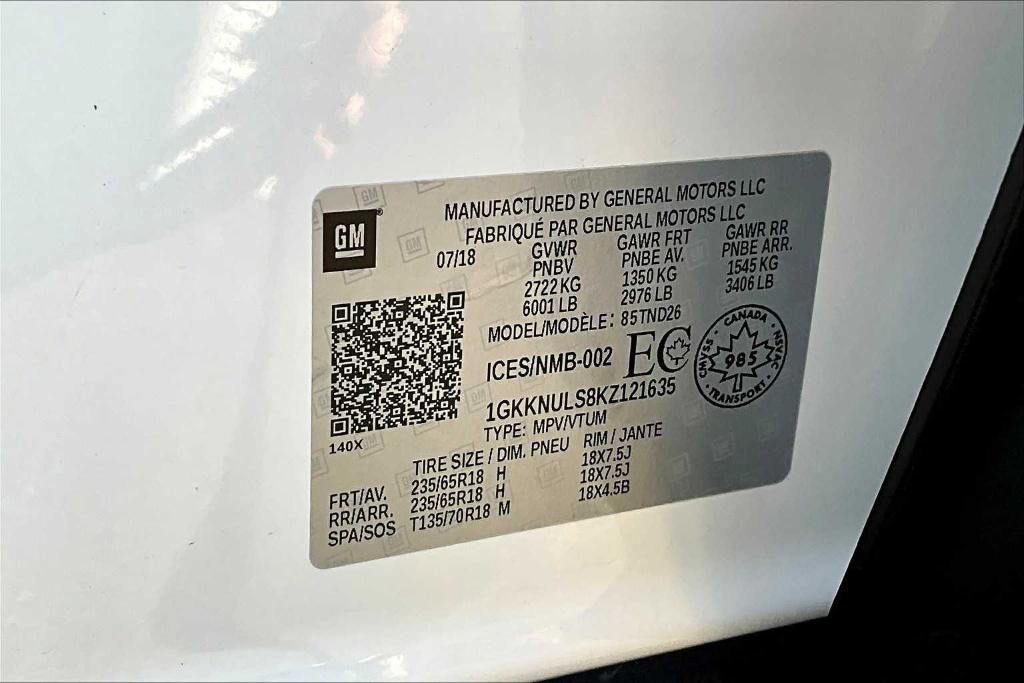 MANUFACTURED BY GENERAL MOTORS LLC
FABRIQUÉ PAR GENERAL MOTORS LLC
GM®
07/18
GVWR GAWR FRT GAWR RR
PNBV PNBE AV. PNBE ARR.
2722 KG 1350 KG 1545 KG
6001 LB 2976 LB 3406 LB
MODEL/MODÈLE: 85TND26
ICES/NMB-002 EC
CANADA
CMVSS · NSVAC
985
TRANSPORT
1GKKNULS8KZ121635
TYPE: MPV/VTUM
140X
TIRE SIZE / DIM. PNEU RIM / JANTE
FRT/AV. 235/65R18 H 18X7.5J
RR/ARR. 235/65R18 H 18X7.5J
SPA/SOS T135/70R18 M 18X4.5B